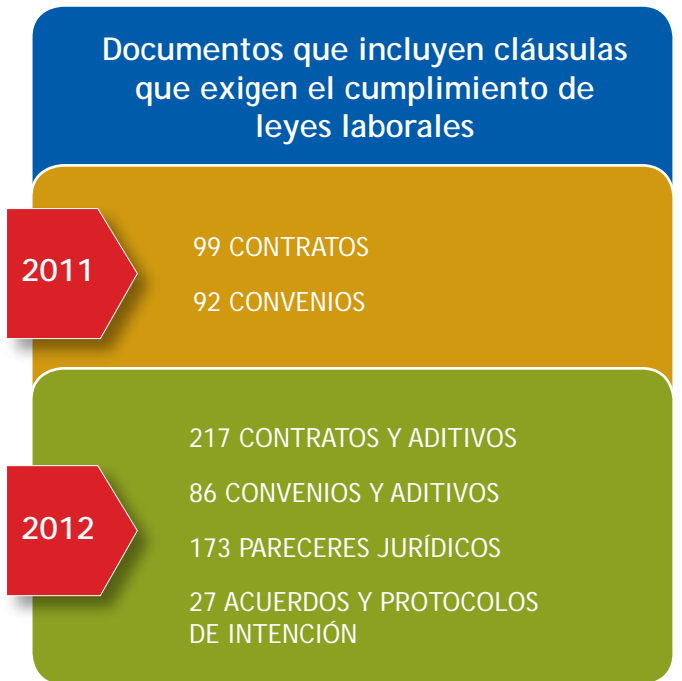 Documentos que incluyen cláusulas
que exigen el cumplimiento de
leyes laborales
2011
99 CONTRATOS
92 CONVENIOS
2012
217 CONTRATOS Y ADITIVOS
86 CONVENIOS Y ADITIVOS
173 PARECERES JURÍDICOS
27 ACUERDOS Y PROTOCOLOS
DE INTENCIÓN